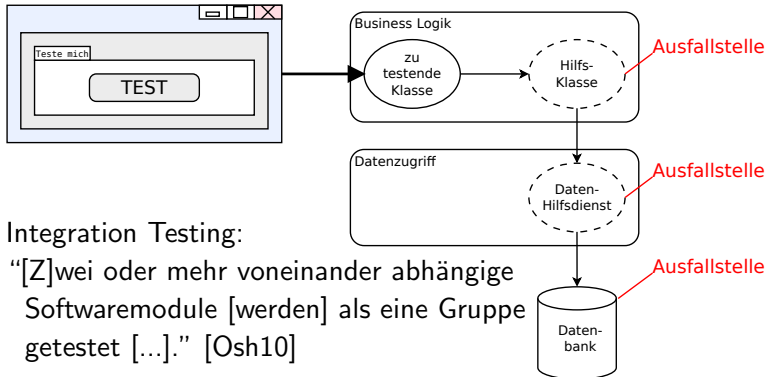 Teste mich
TEST
Business Logik
zu
testende
Klasse
Hilfs-
Klasse
Ausfallstelle
Datenzugriff
Daten-
Hilfsdienst
Ausfallstelle
Integration Testing:
“[Z]wei oder mehr voneinander abhängige
Softwaremodule [werden] als eine Gruppe
getestet [...].” [Osh10]
Ausfallstelle
Daten-
bank